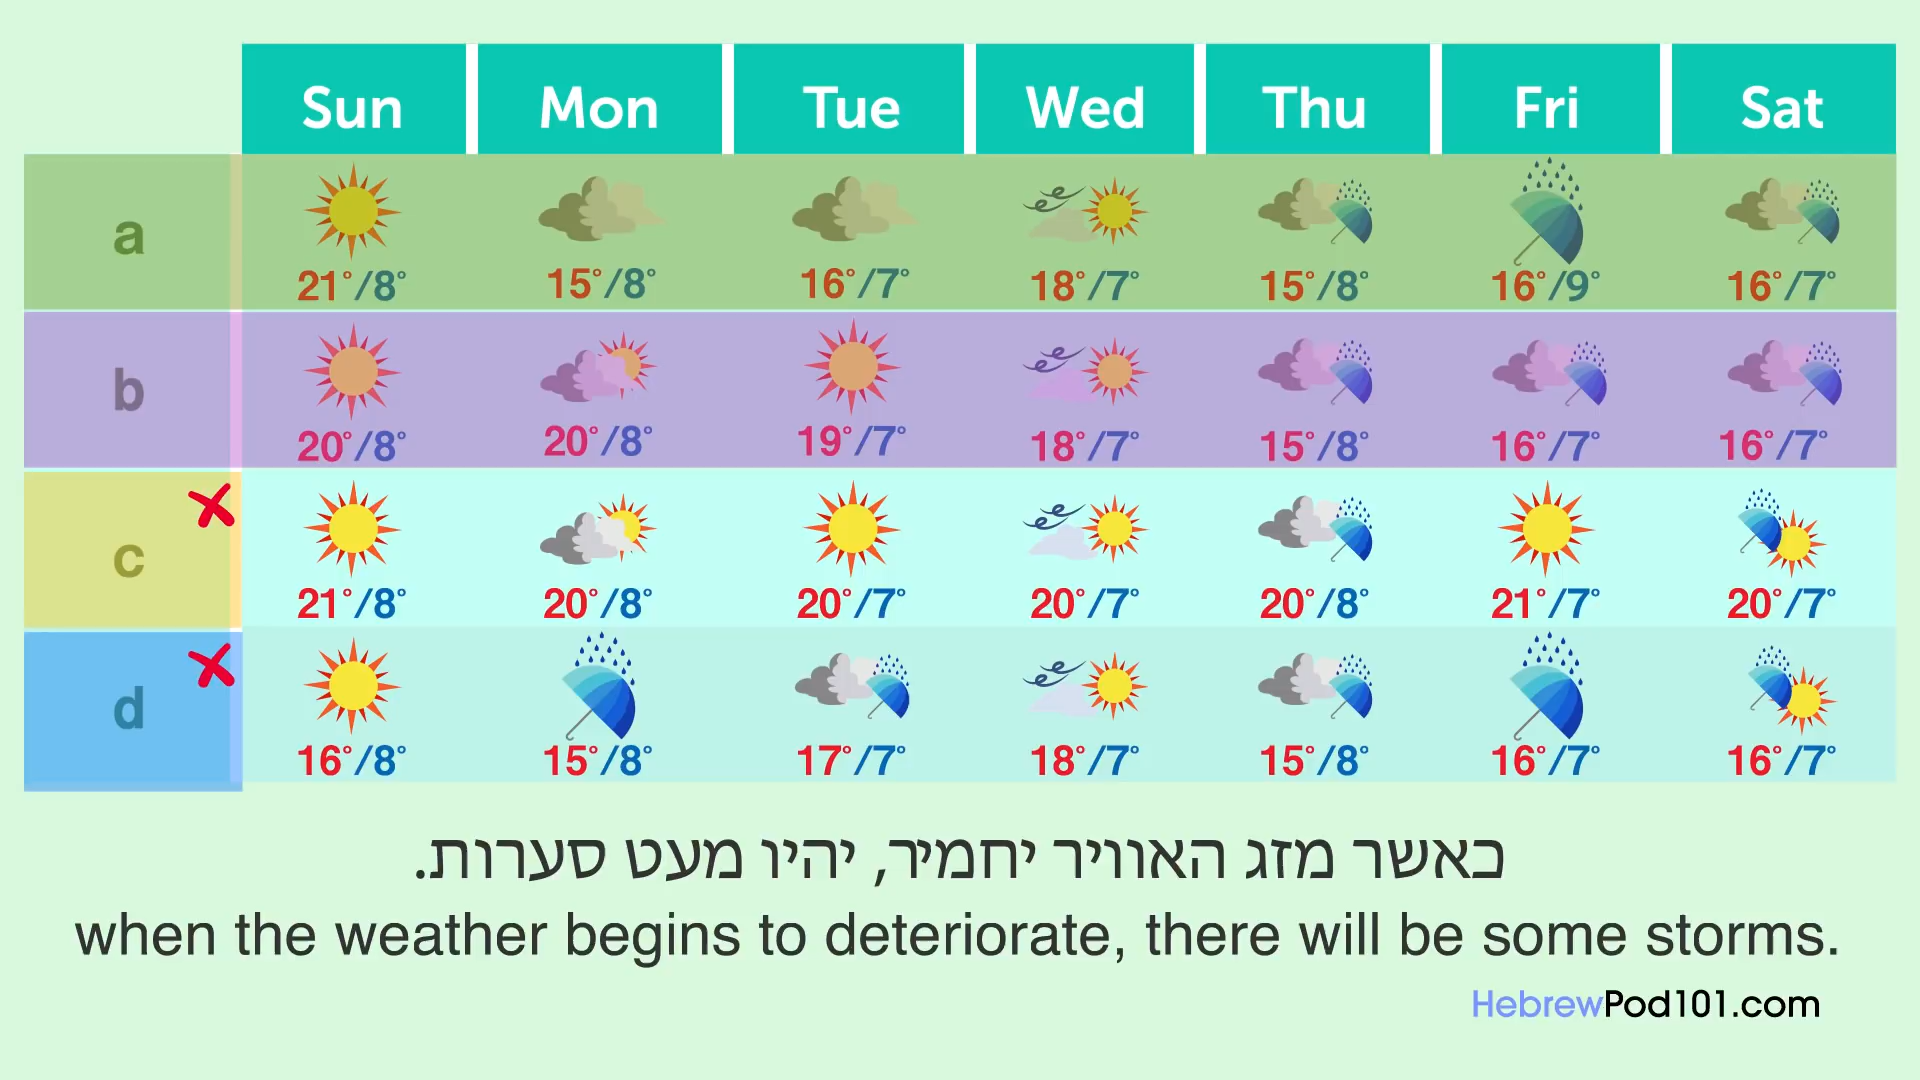 Sun Mon Tue Wed Thu Fri Sat
a
21°/8° 15°/8° 16°/7° 18°/7° 15°/8° 16°/9° 16°/7°
b
20°/8° 20°/8° 19°/7° 18°/7° 15°/8° 16°/7° 16°/7°
c
21°/8° 20°/8° 20°/7° 20°/7° 20°/8° 21°/7° 20°/7°
d
16°/8° 15°/8° 17°/7° 18°/7° 15°/8° 16°/7° 16°/7°
כאשר מזג האוויר יחמיר, יהיו מעט סערות.
when the weather begins to deteriorate, there will be some storms.
HebrewPod101.com